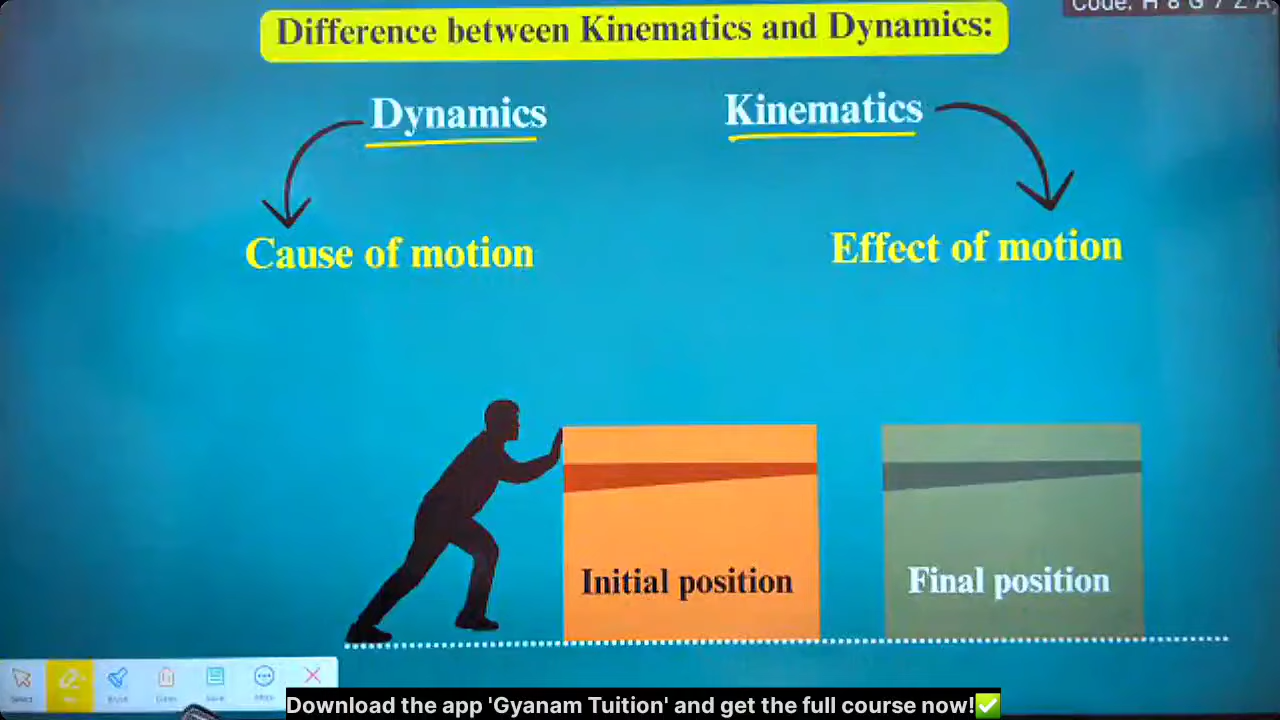 Difference between Kinematics and Dynamics:
Dynamics
Kinematics
Cause of motion
Effect of motion
Initial position
Final position
Select
Download the app 'Gyanam Tuition' and get the full course now!✅